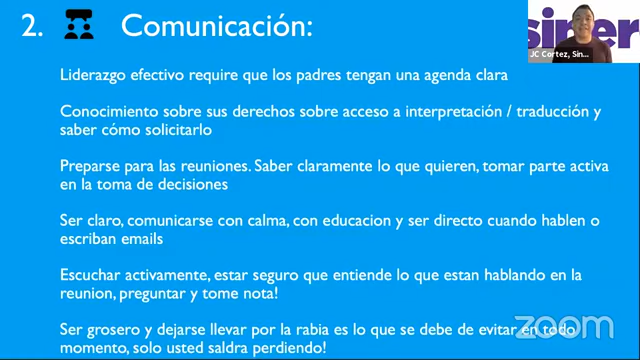 2. Comunicación:
siner
JC Cortez, Sin...
Liderazgo efectivo require que los padres tengan una agenda clara
Conocimiento sobre sus derechos sobre acceso a interpretación / traducción y
saber cómo solicitarlo
Preparse para las reuniones. Saber claramente lo que quieren, tomar parte activa
en la toma de decisiones
Ser claro, comunicarse con calma, con educacion y ser directo cuando hablen o
escriban emails
Escuchar activamente, estar seguro que entiende lo que estan hablando en la
reunion, preguntar y tome nota!
zoom
Ser grosero y dejarse llevar por la rabia es lo que se debe de evitar en todo
momento, solo usted saldra perdiendo!